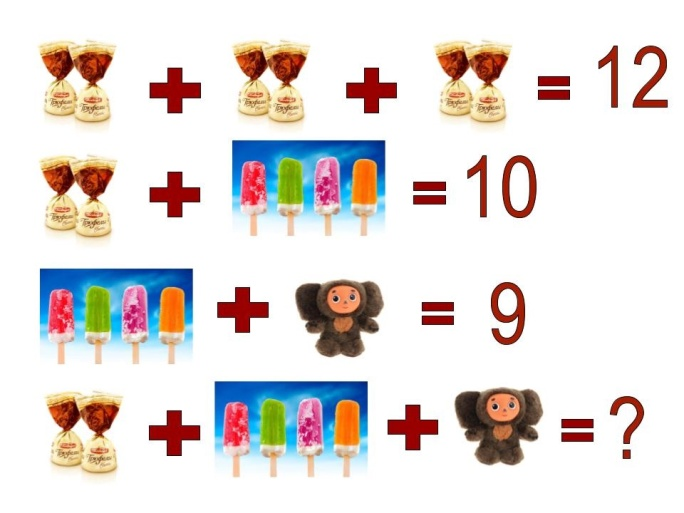 + + = 12
+ = 10
+ = 9
+ + = ?